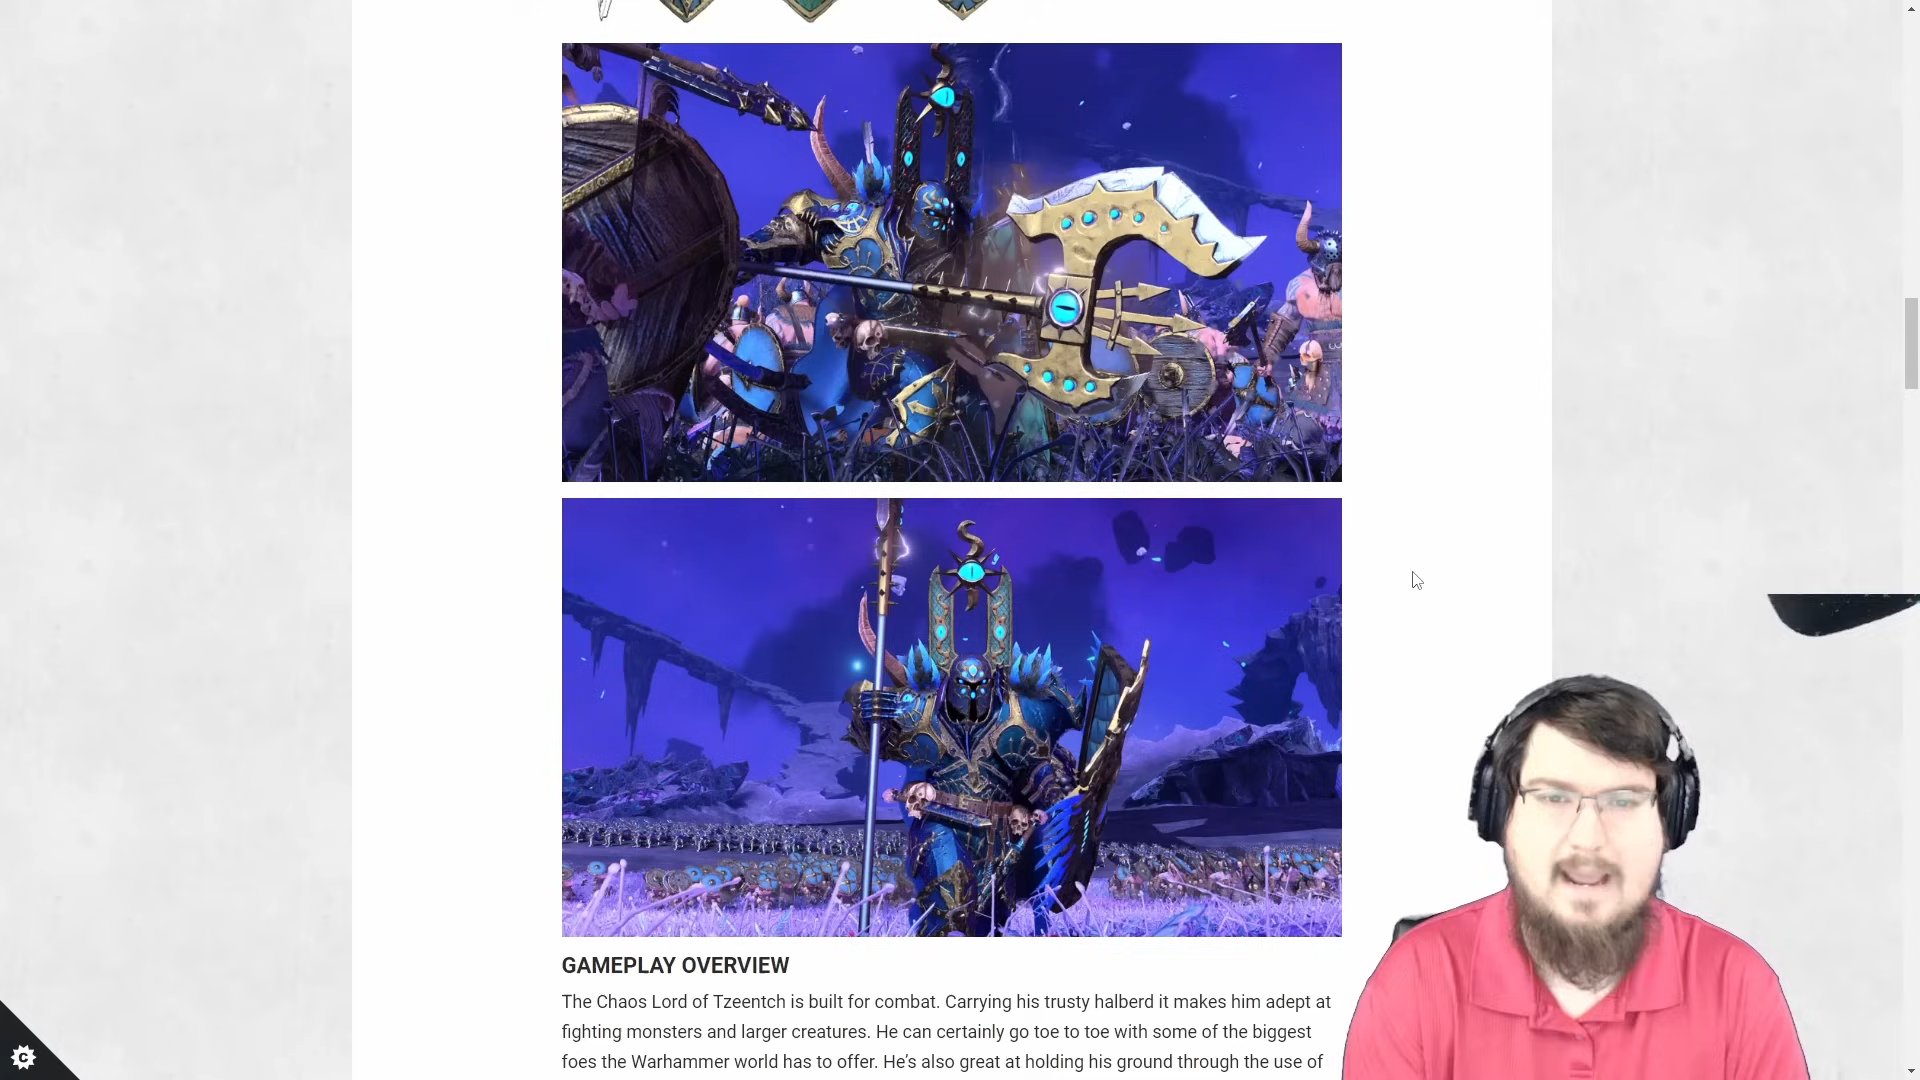 GAMEPLAY OVERVIEW
The Chaos Lord of Tzeentch is built for combat. Carrying his trusty halberd it makes him adept at
fighting monsters and larger creatures. He can certainly go toe to toe with some of the biggest
foes the Warhammer world has to offer. He’s also great at holding his ground through the use of